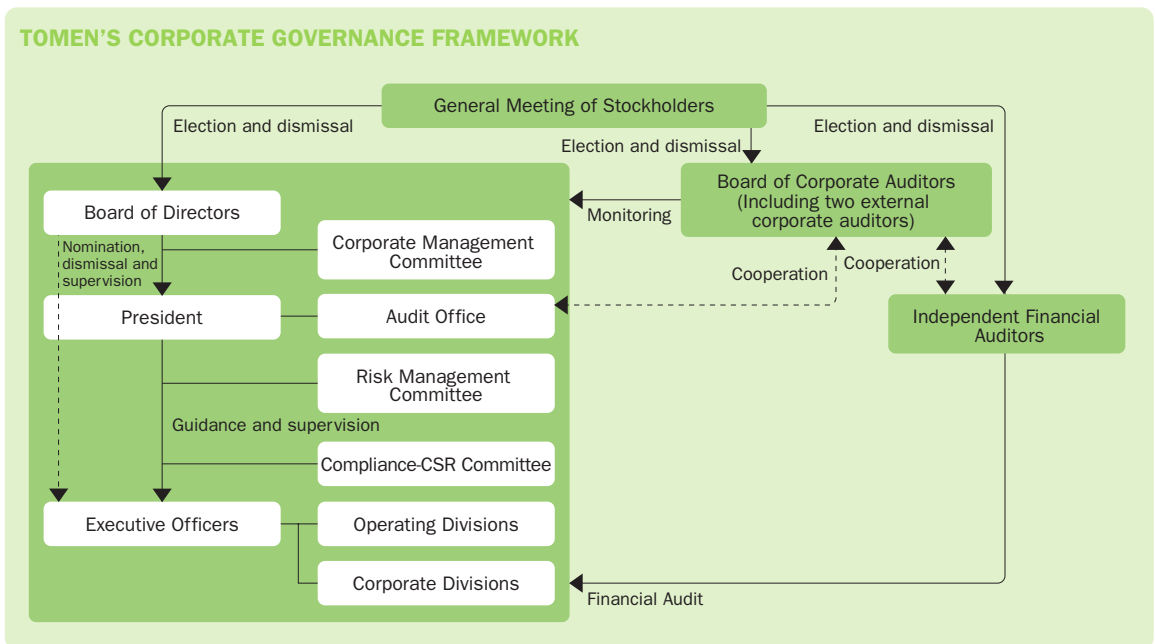 TOMEN'S CORPORATE GOVERNANCE FRAMEWORK
General Meeting of Stockholders
Election and dismissal
Election and dismissal
Election and dismissal
Board of Corporate Auditors
(Including two external
corporate auditors)
Board of Directors
Monitoring
Nomination,
dismissal and
supervision
Corporate Management
Committee
Cooperation
Cooperation
President
Audit Office
Independent Financial
Auditors
Risk Management
Committee
Guidance and supervision
Compliance-CSR Committee
Executive Officers
Operating Divisions
Corporate Divisions
Financial Audit